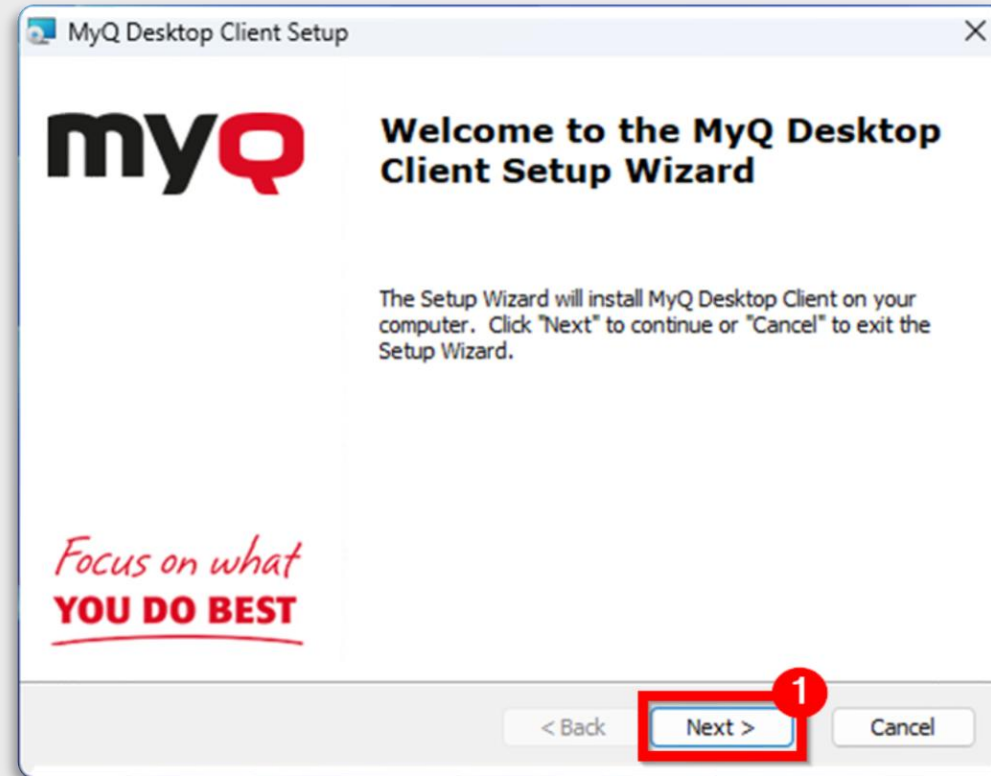 MyQ Desktop Client Setup
myQ
Welcome to the MyQ Desktop
Client Setup Wizard
The Setup Wizard will install MyQ Desktop Client on your
computer. Click "Next" to continue or "Cancel" to exit the
Setup Wizard.
Focus on what
YOU DO BEST
1
< Back
Next >
Cancel